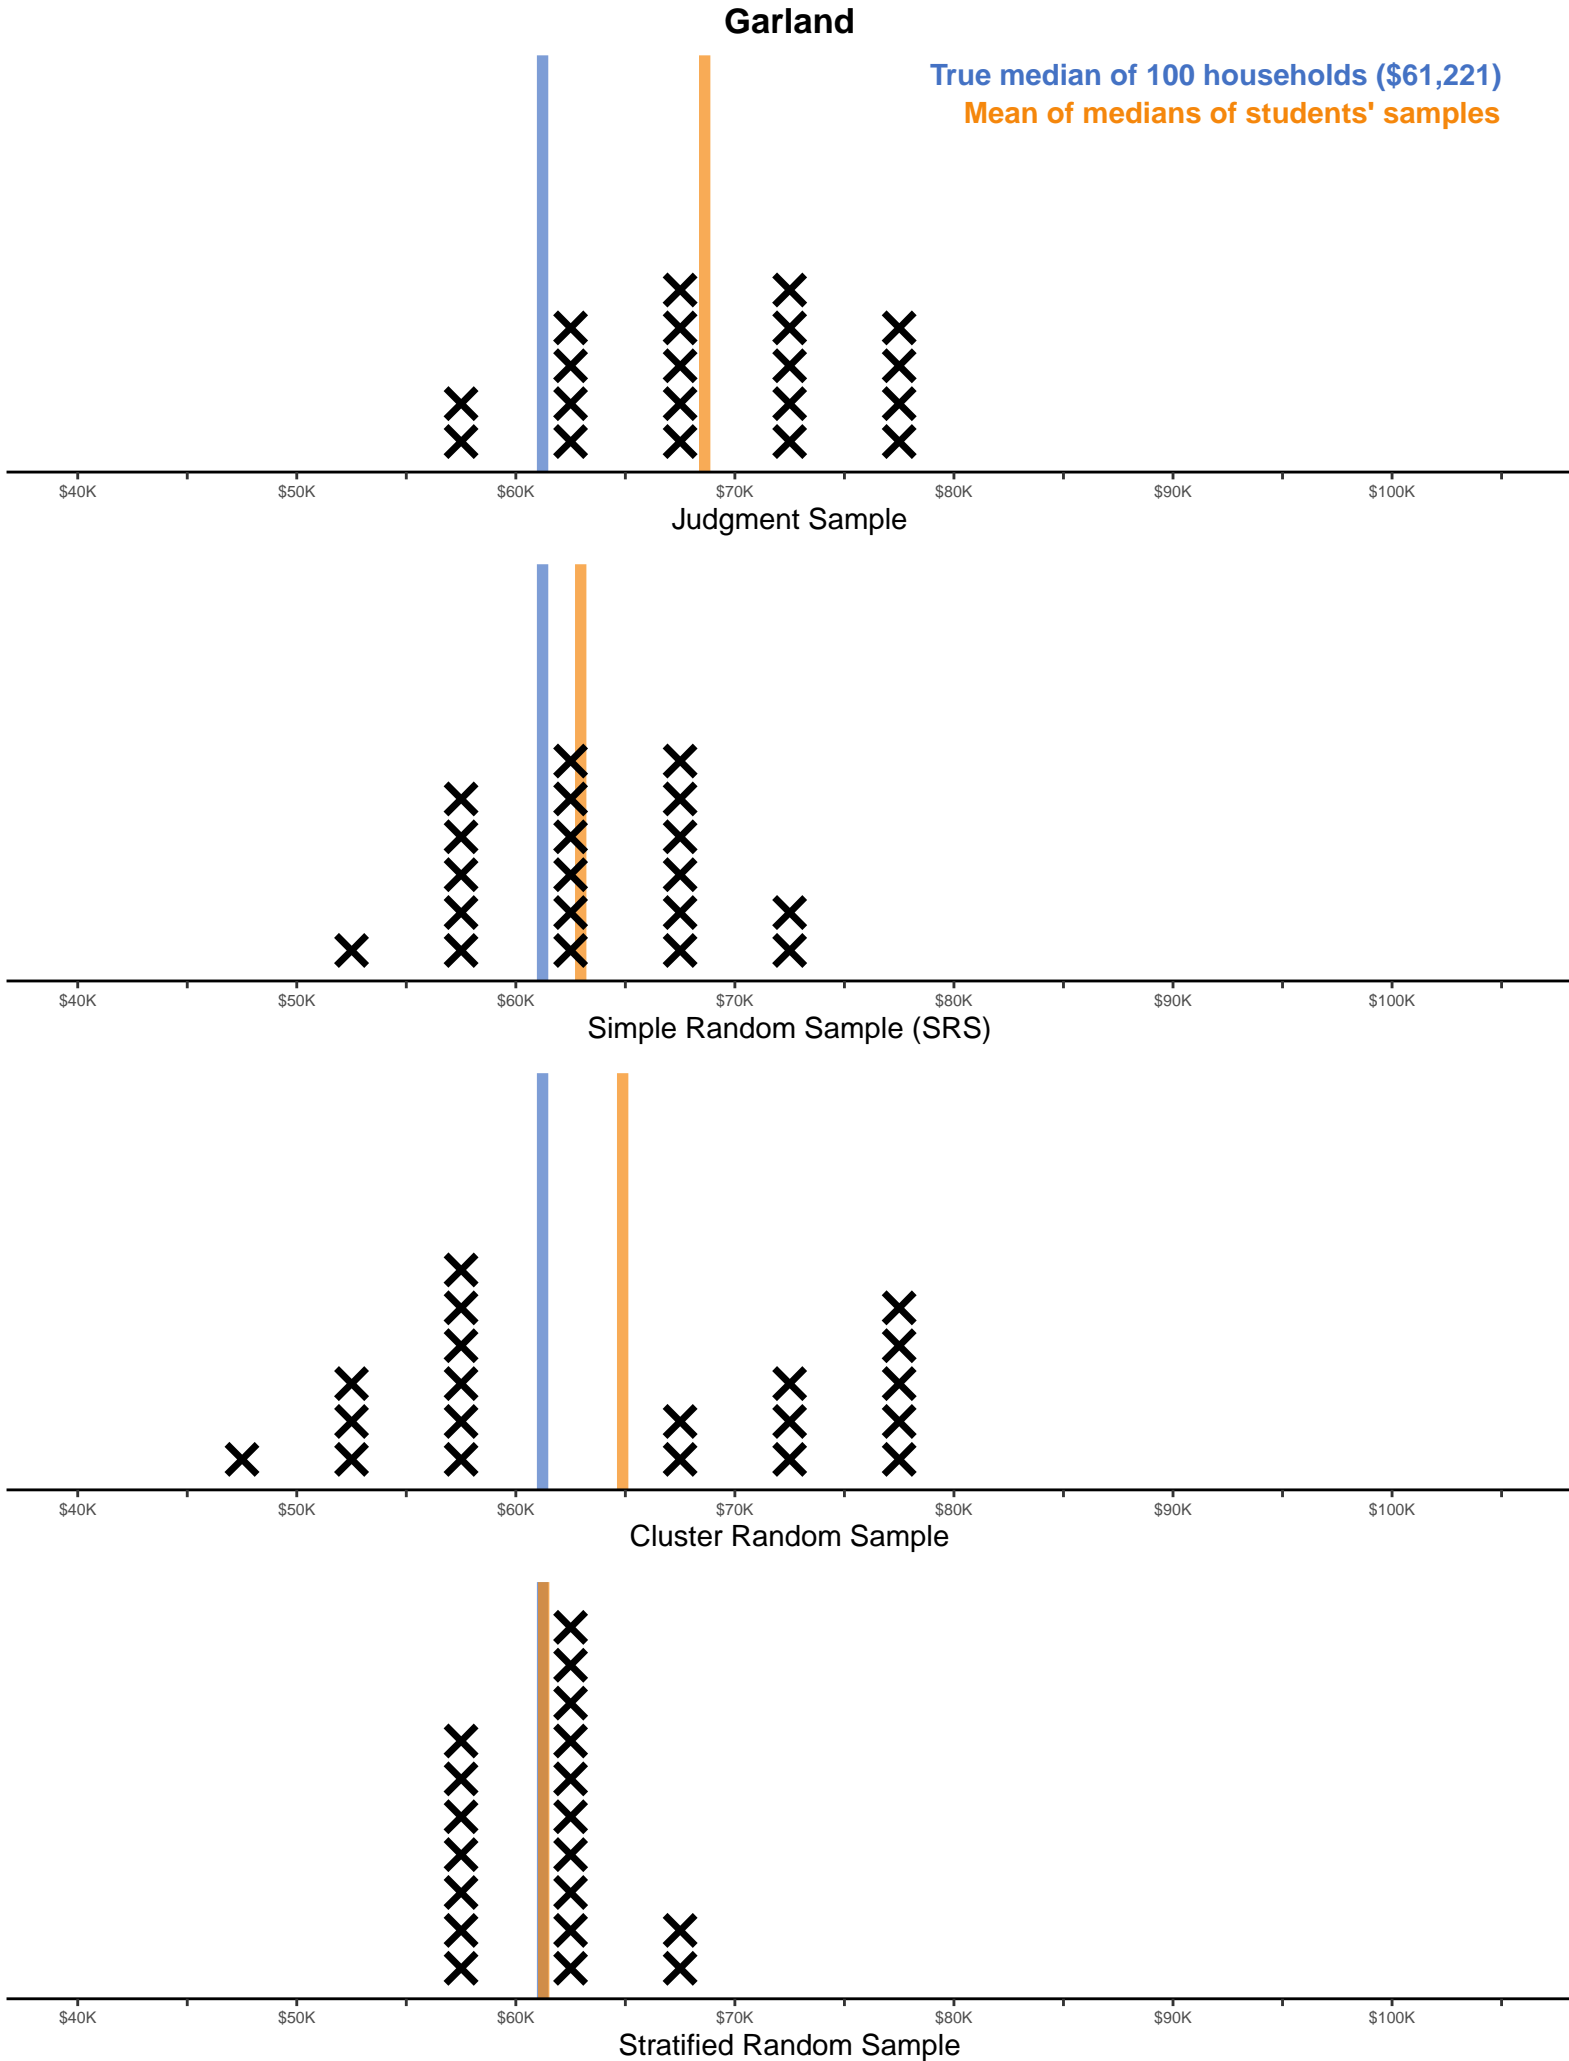 Garland
True median of 100 households ($61,221)
Mean of medians of students' samples
$40K $50K $60K $70K $80K $90K $100K
Judgment Sample
$40K $50K $60K $70K $80K $90K $100K
Simple Random Sample (SRS)
$40K $50K $60K $70K $80K $90K $100K
Cluster Random Sample
$40K $50K $60K $70K $80K $90K $100K
Stratified Random Sample